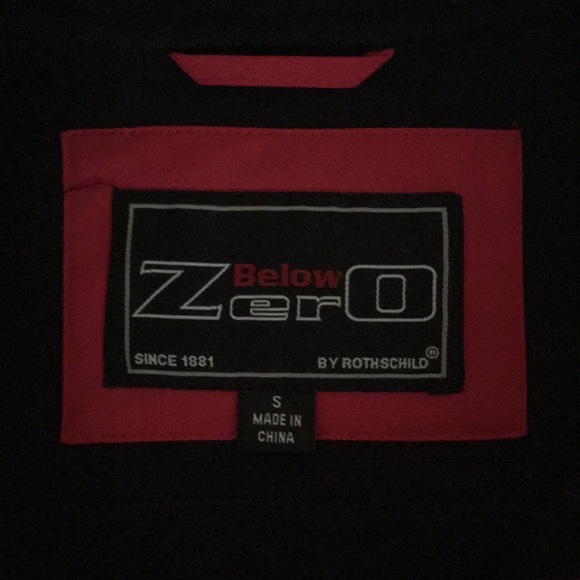 Below
ZerO
SINCE 1881 BY ROTHSCHILD®
S
MADE IN
CHINA